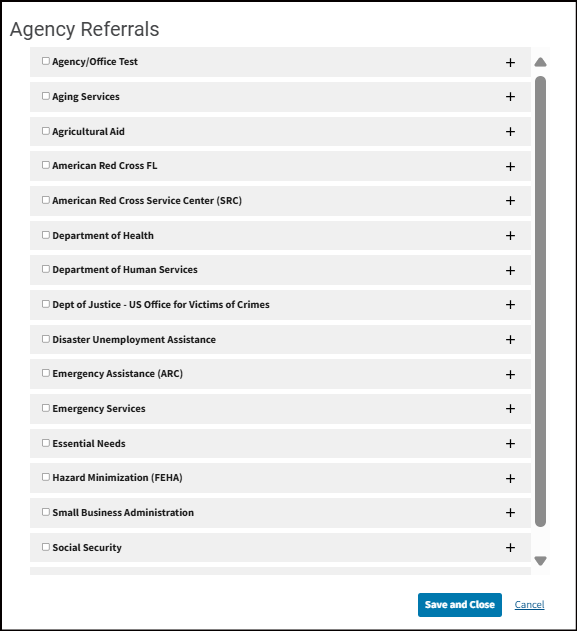 Agency Referrals
Agency/Office Test +
Aging Services +
Agricultural Aid +
American Red Cross FL +
American Red Cross Service Center (SRC) +
Department of Health +
Department of Human Services +
Dept of Justice - US Office for Victims of Crimes +
Disaster Unemployment Assistance +
Emergency Assistance (ARC) +
Emergency Services +
Essential Needs +
Hazard Minimization (FEHA) +
Small Business Administration +
Social Security +
Save and Close Cancel